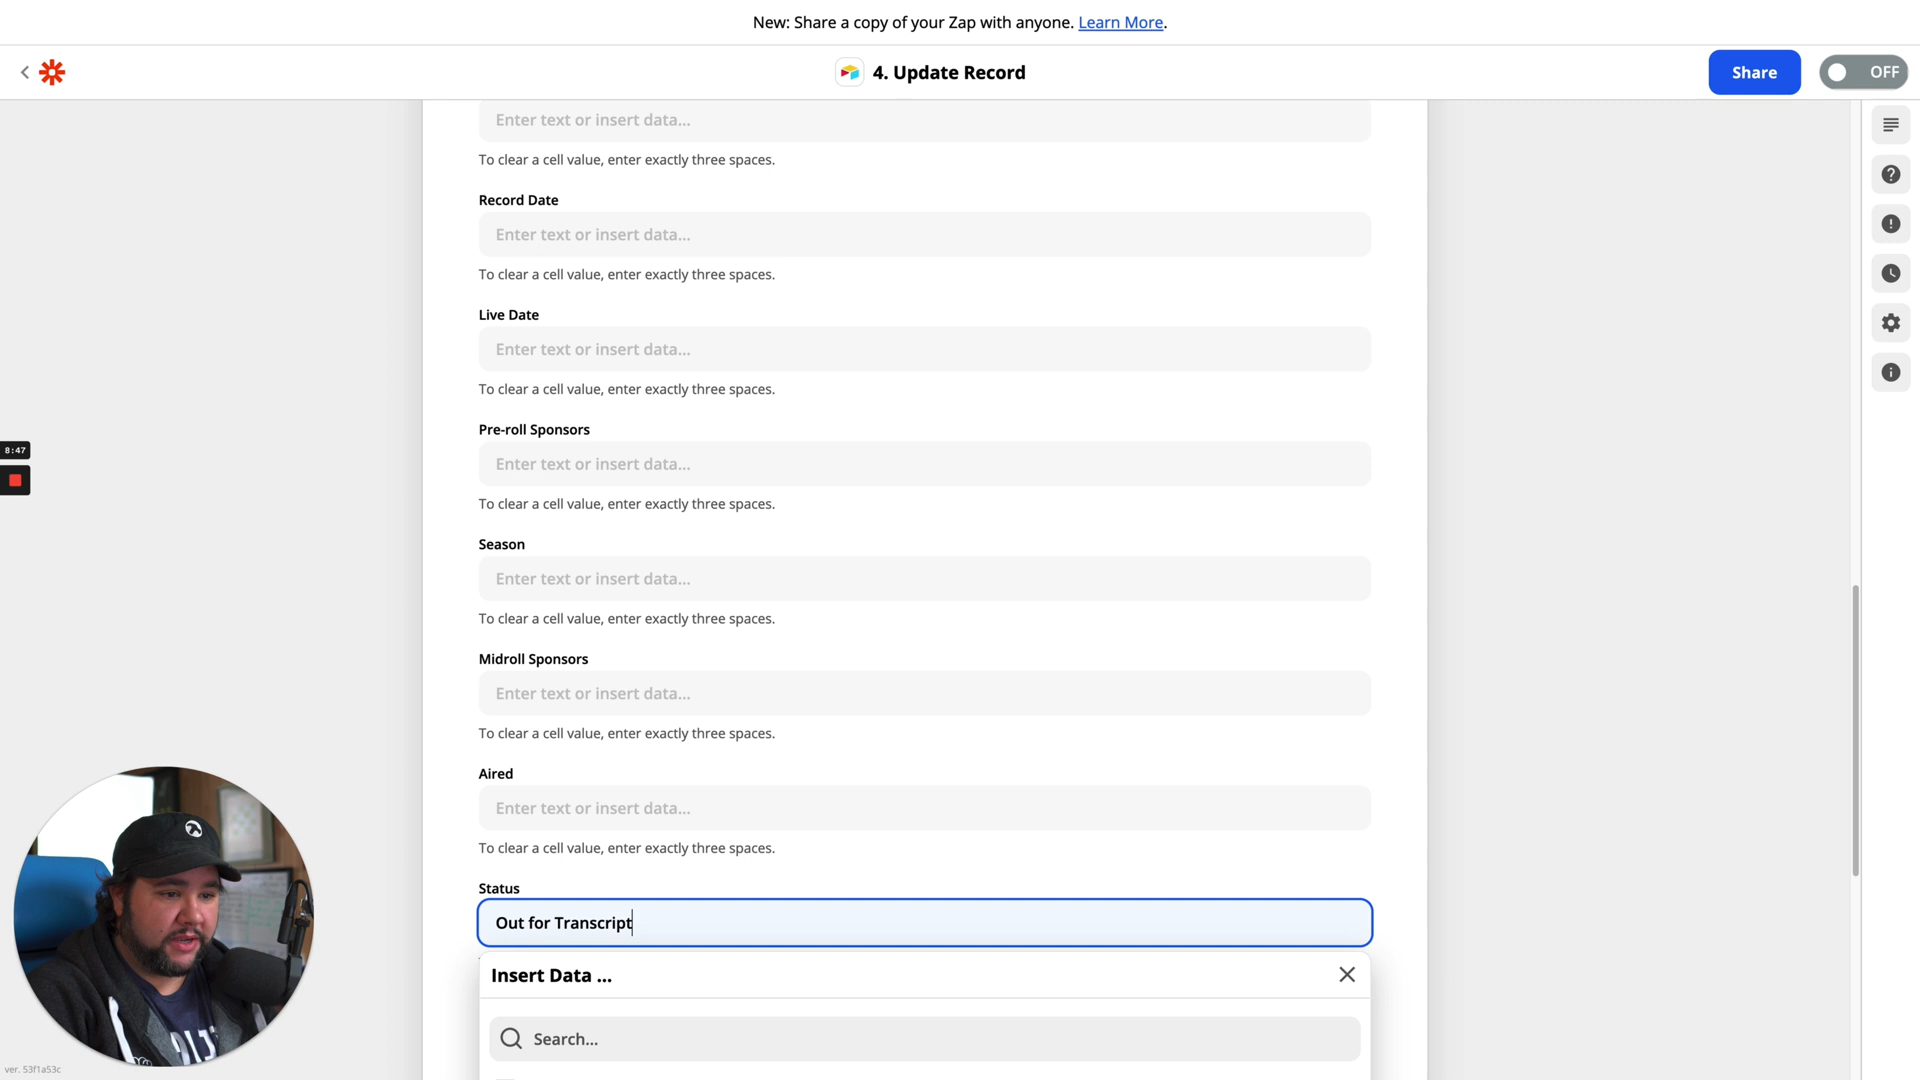 New: Share a copy of your Zap with anyone. Learn More.
4. Update Record
Share
OFF
Enter text or insert data...
To clear a cell value, enter exactly three spaces.
Record Date
Enter text or insert data...
To clear a cell value, enter exactly three spaces.
Live Date
Enter text or insert data...
To clear a cell value, enter exactly three spaces.
Pre-roll Sponsors
Enter text or insert data...
To clear a cell value, enter exactly three spaces.
8:47
Season
Enter text or insert data...
To clear a cell value, enter exactly three spaces.
Midroll Sponsors
Enter text or insert data...
To clear a cell value, enter exactly three spaces.
Aired
Enter text or insert data...
To clear a cell value, enter exactly three spaces.
Status
Out for Transcript
Insert Data ...
Search...
ver. 53f1a53c